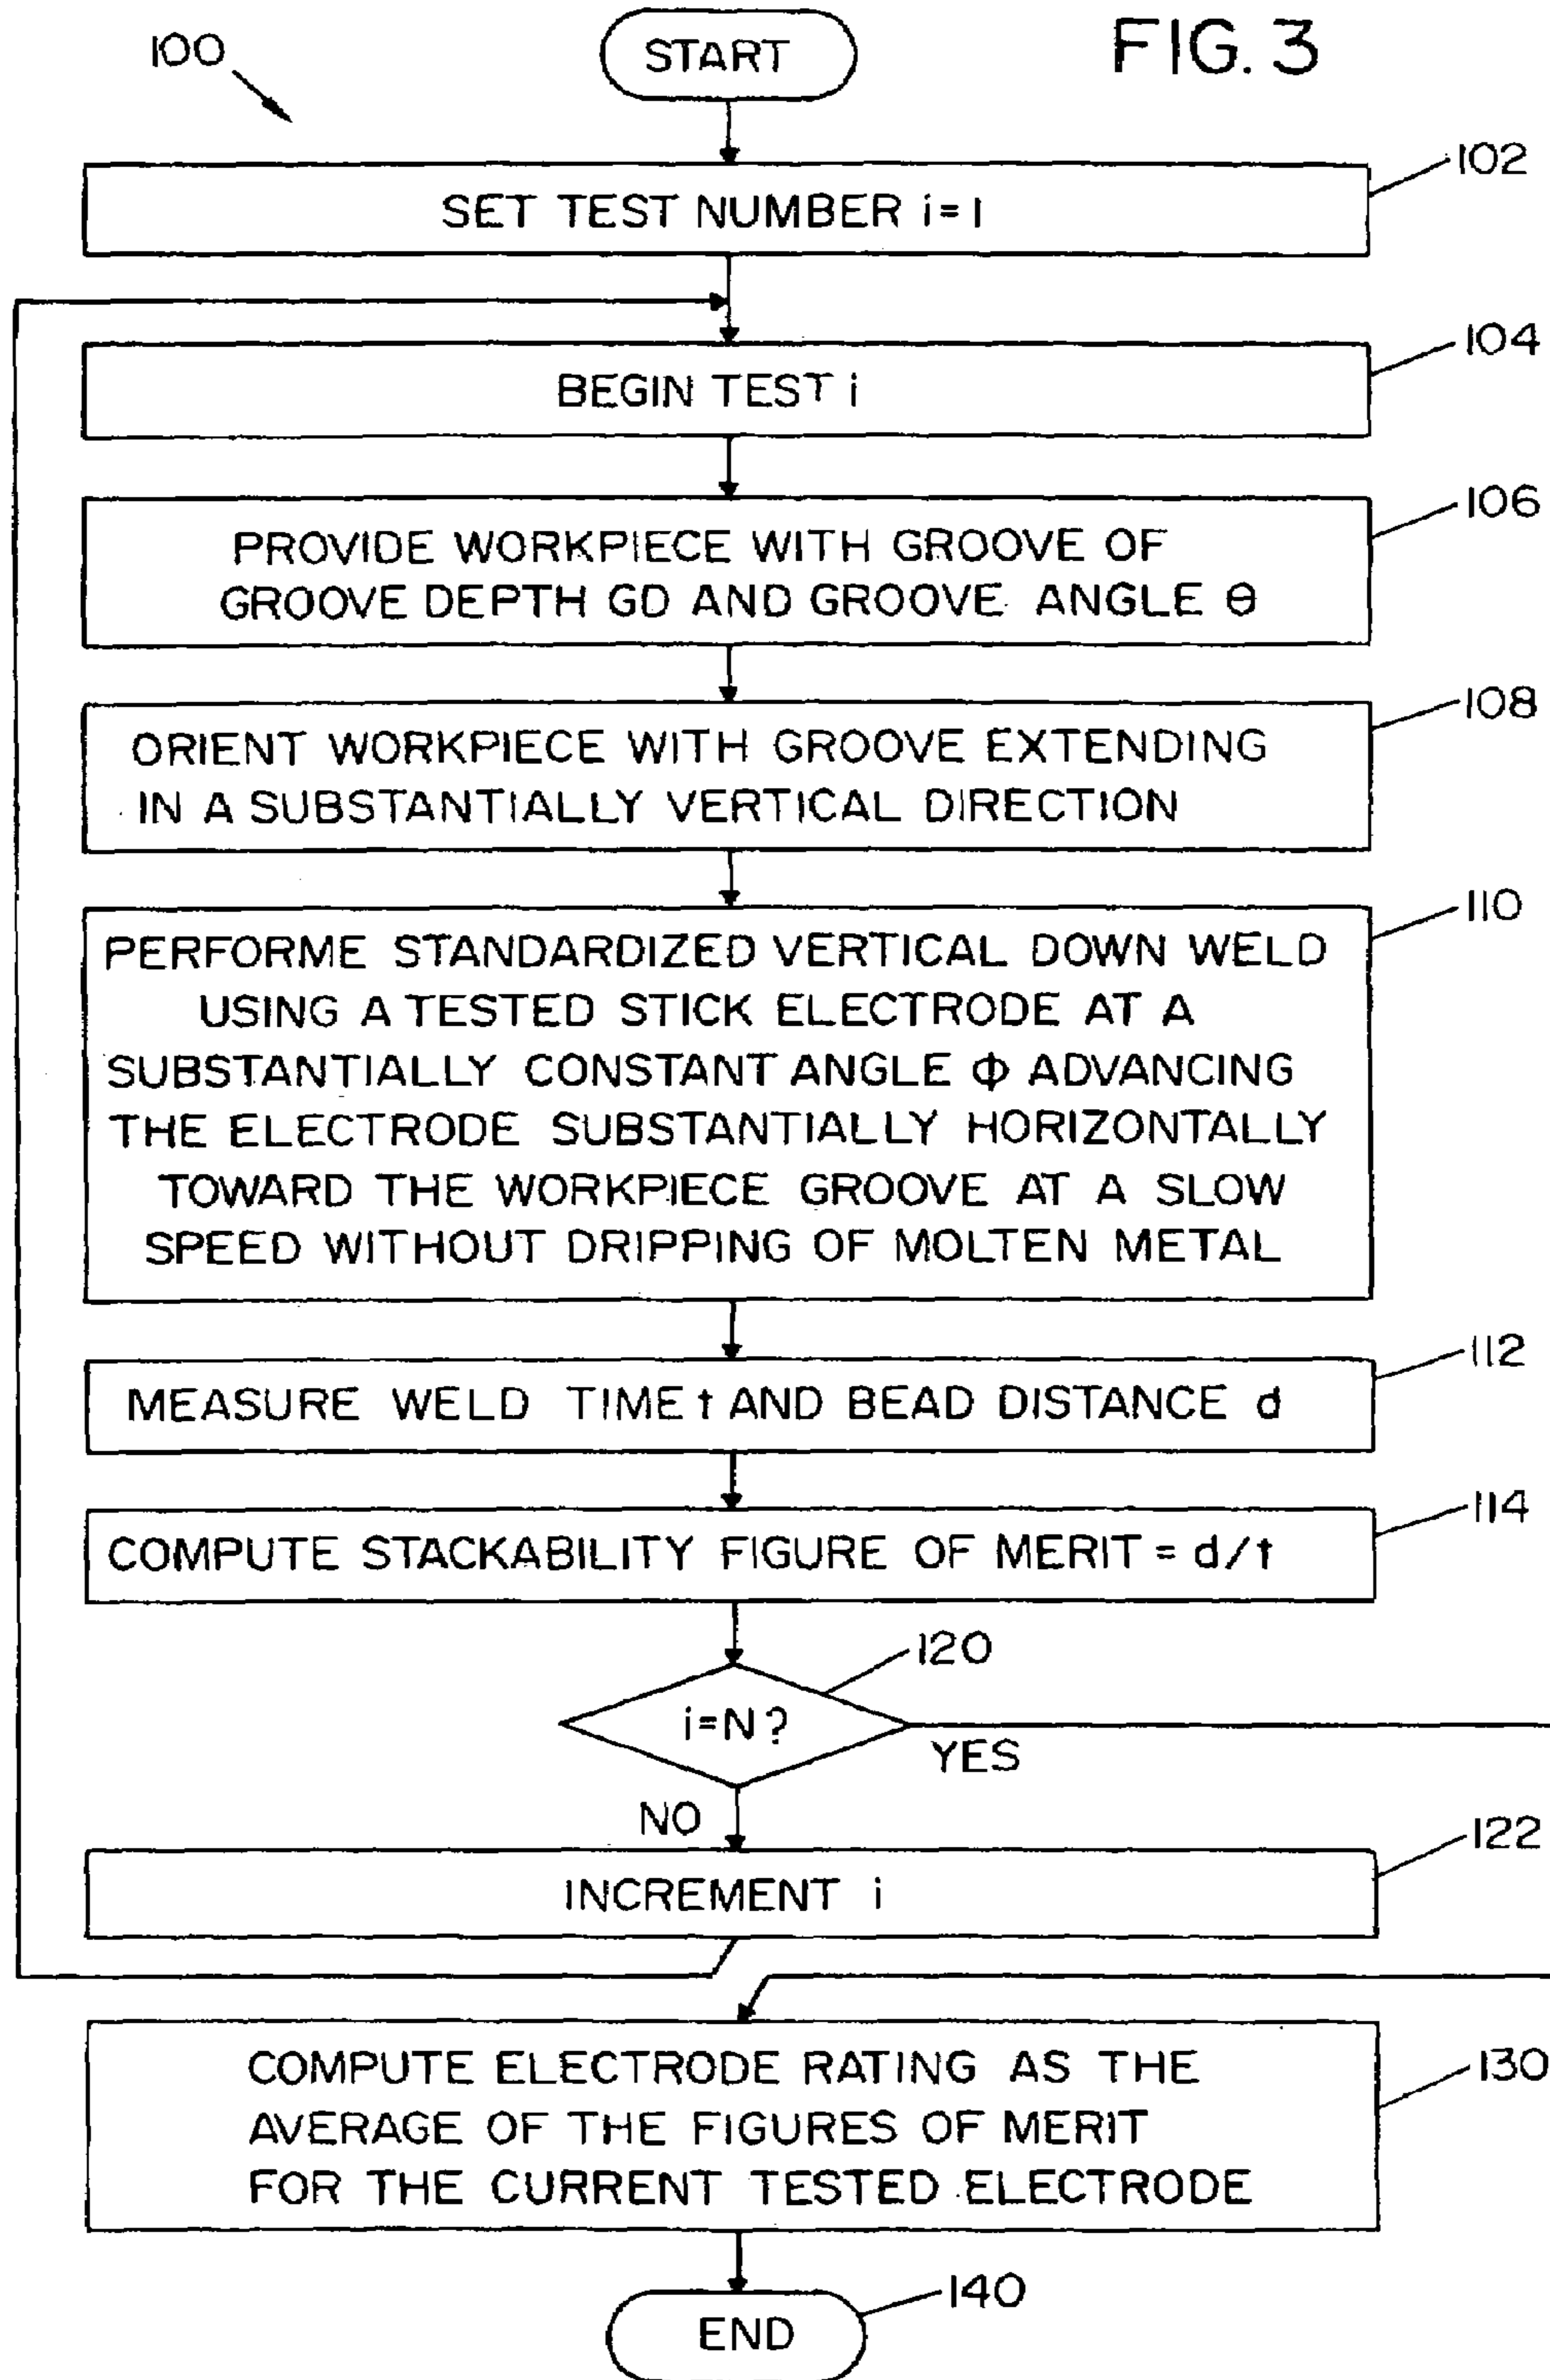 100
START
FIG. 3
102
SET TEST NUMBER i=1
104
BEGIN TEST i
106
PROVIDE WORKPIECE WITH GROOVE OF
GROOVE DEPTH GD AND GROOVE ANGLE θ
108
ORIENT WORKPIECE WITH GROOVE EXTENDING
IN A SUBSTANTIALLY VERTICAL DIRECTION
110
PERFORME STANDARDIZED VERTICAL DOWN WELD
USING A TESTED STICK ELECTRODE AT A
SUBSTANTIALLY CONSTANT ANGLE Φ ADVANCING
THE ELECTRODE SUBSTANTIALLY HORIZONTALLY
TOWARD THE WORKPIECE GROOVE AT A SLOW
SPEED WITHOUT DRIPPING OF MOLTEN METAL
112
MEASURE WELD TIME t AND BEAD DISTANCE d
114
COMPUTE STACKABILITY FIGURE OF MERIT = d/t
120
i=N?
YES
NO
122
INCREMENT i
130
COMPUTE ELECTRODE RATING AS THE
AVERAGE OF THE FIGURES OF MERIT
FOR THE CURRENT TESTED ELECTRODE
140
END